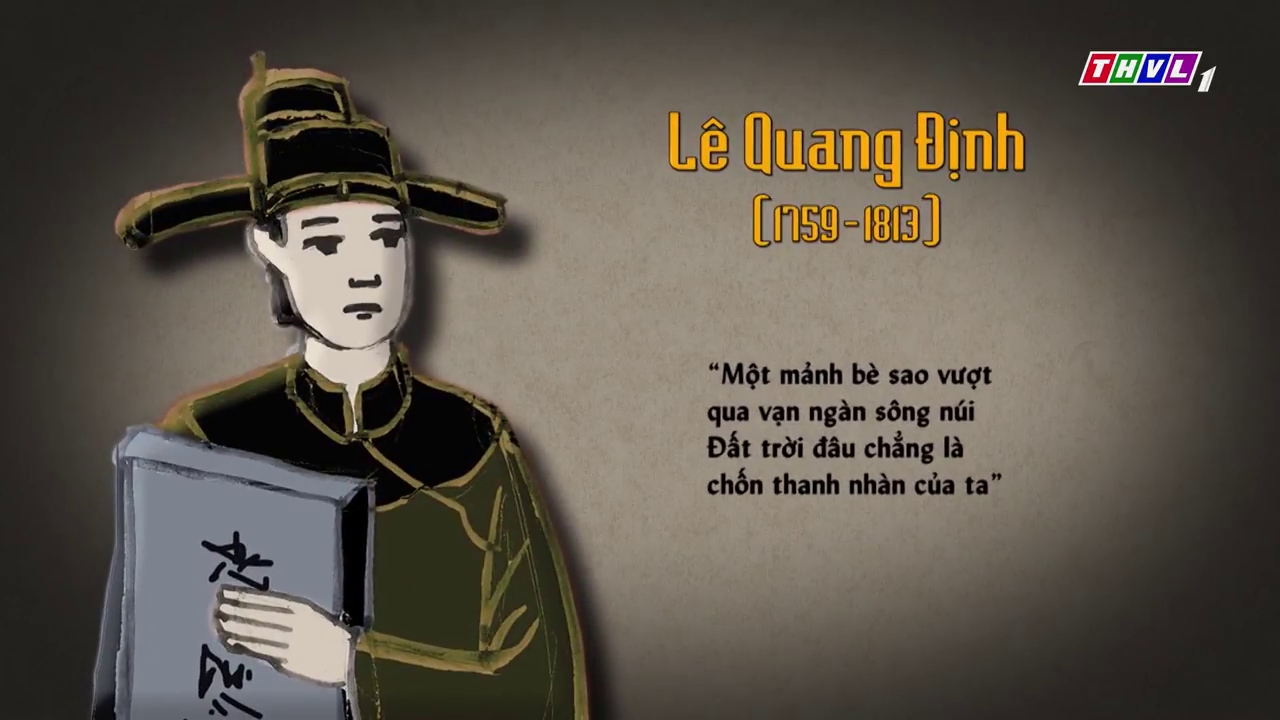 THVL1
Lê Quang Định
(1759-1813)
“Một mảnh bè sao vượt
qua vạn ngàn sông núi
Đất trời đâu chẳng là
chốn thanh nhàn của ta”